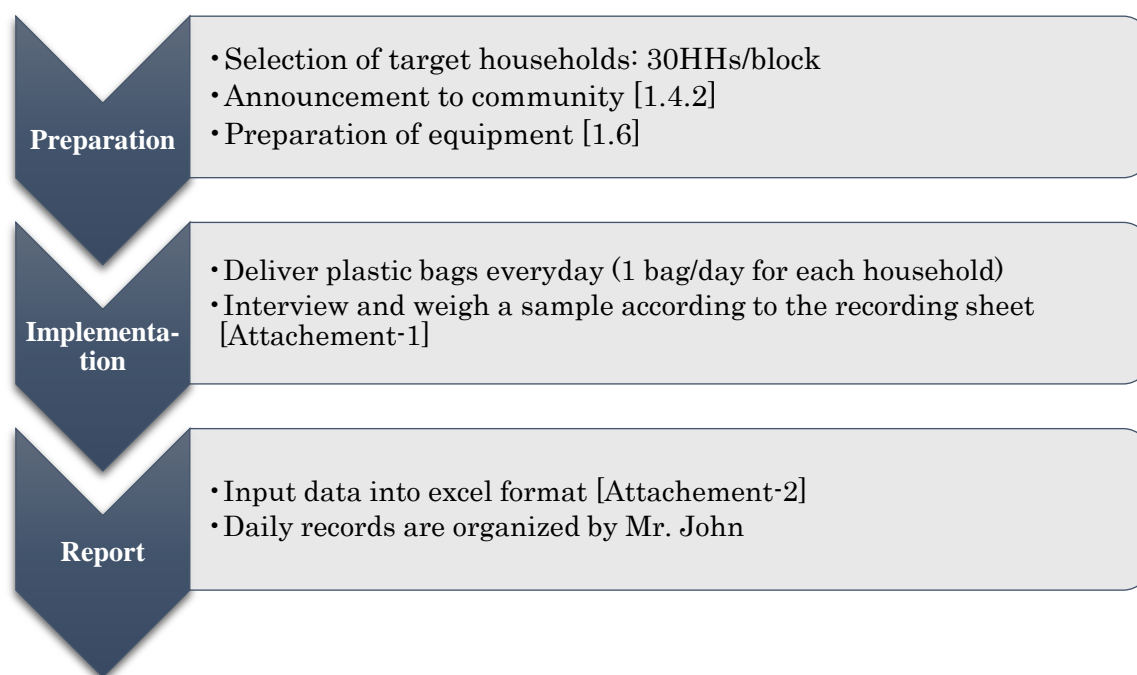 Preparation
・Selection of target households: 30HHs/block
・Announcement to community [1.4.2]
・Preparation of equipment [1.6]
Implementa-
tion
・Deliver plastic bags everyday (1 bag/day for each household)
・Interview and weigh a sample according to the recording sheet
[Attachement-1]
Report
・Input data into excel format [Attachement-2]
・Daily records are organized by Mr. John